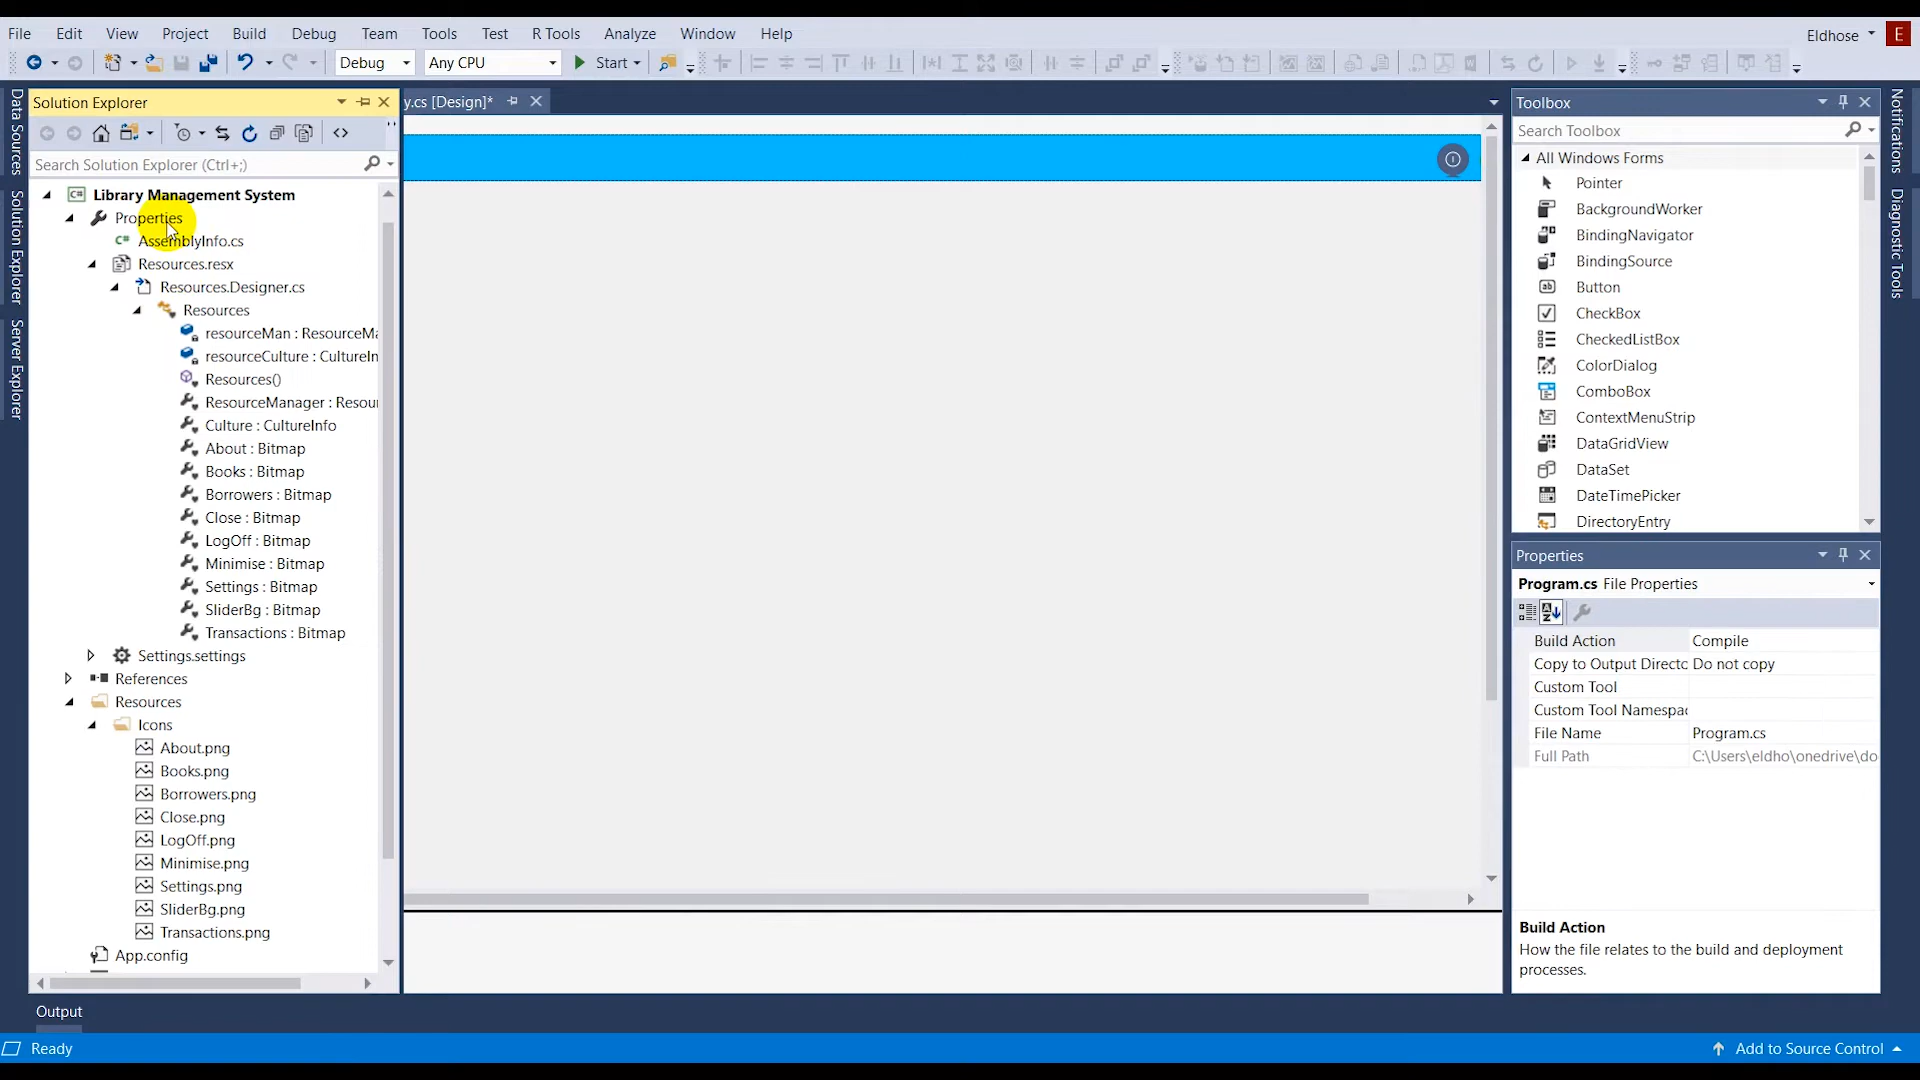 File Edit View Project Build Debug Team Tools Test R Tools Analyze Window Help Eldhose E
Debug Any CPU Start
Data Sources
Solution Explorer
Server Explorer
Solution Explorer
Search Solution Explorer (Ctrl+;)
C# Library Management System
Properties
C# AssemblyInfo.cs
Resources.resx
Resources.Designer.cs
Resources
resourceMan : ResourceMa
resourceCulture : CultureIn
Resources()
ResourceManager : Resou
Culture : CultureInfo
About : Bitmap
Books : Bitmap
Borrowers : Bitmap
Close : Bitmap
LogOff : Bitmap
Minimise : Bitmap
Settings : Bitmap
SliderBg : Bitmap
Transactions : Bitmap
Settings.settings
References
Resources
Icons
About.png
Books.png
Borrowers.png
Close.png
LogOff.png
Minimise.png
Settings.png
SliderBg.png
Transactions.png
App.config
y.cs [Design]*
Toolbox
Search Toolbox
All Windows Forms
Pointer
BackgroundWorker
BindingNavigator
BindingSource
Button
CheckBox
CheckedListBox
ColorDialog
ComboBox
ContextMenuStrip
DataGridView
DataSet
DateTimePicker
DirectoryEntry
Properties
Program.cs File Properties
Build Action Compile
Copy to Output Directc Do not copy
Custom Tool
Custom Tool Namespac
File Name Program.cs
Full Path C:\Users\eldho\onedrive\do
Build Action
How the file relates to the build and deployment
processes.
Notifications
Diagnostic Tools
Output
Ready Add to Source Control